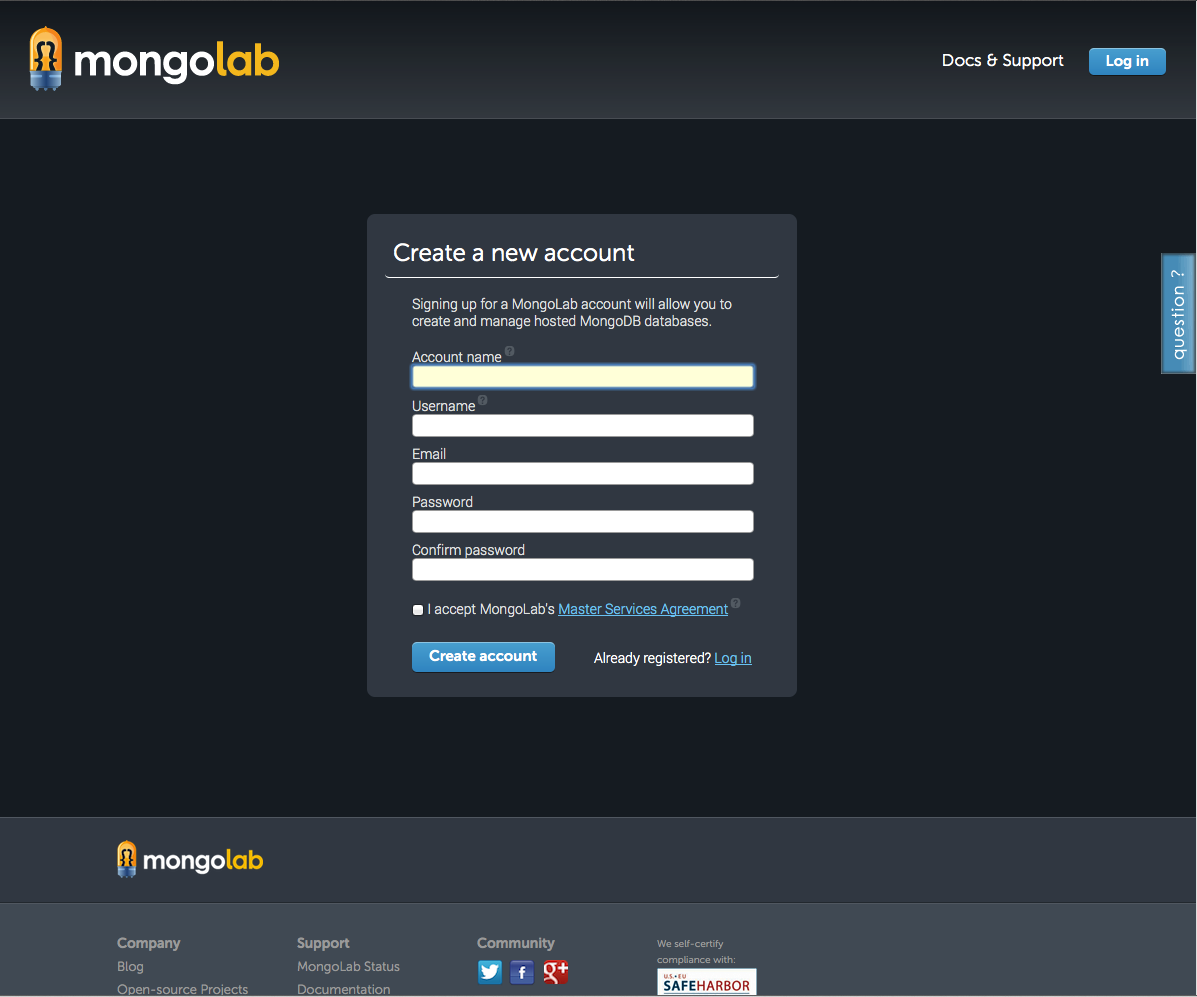 mongolab
Docs & Support
Log in
question ?
Create a new account
Signing up for a MongoLab account will allow you to
create and manage hosted MongoDB databases.
Account name ?
Username ?
Email
Password
Confirm password
I accept MongoLab's Master Services Agreement ?
Create account
Already registered? Log in
mongolab
Company
Blog
Open-source Projects
Support
MongoLab Status
Documentation
Community
f
g+
We self-certify
compliance with:
U.S.-EU
SAFEHARBOR